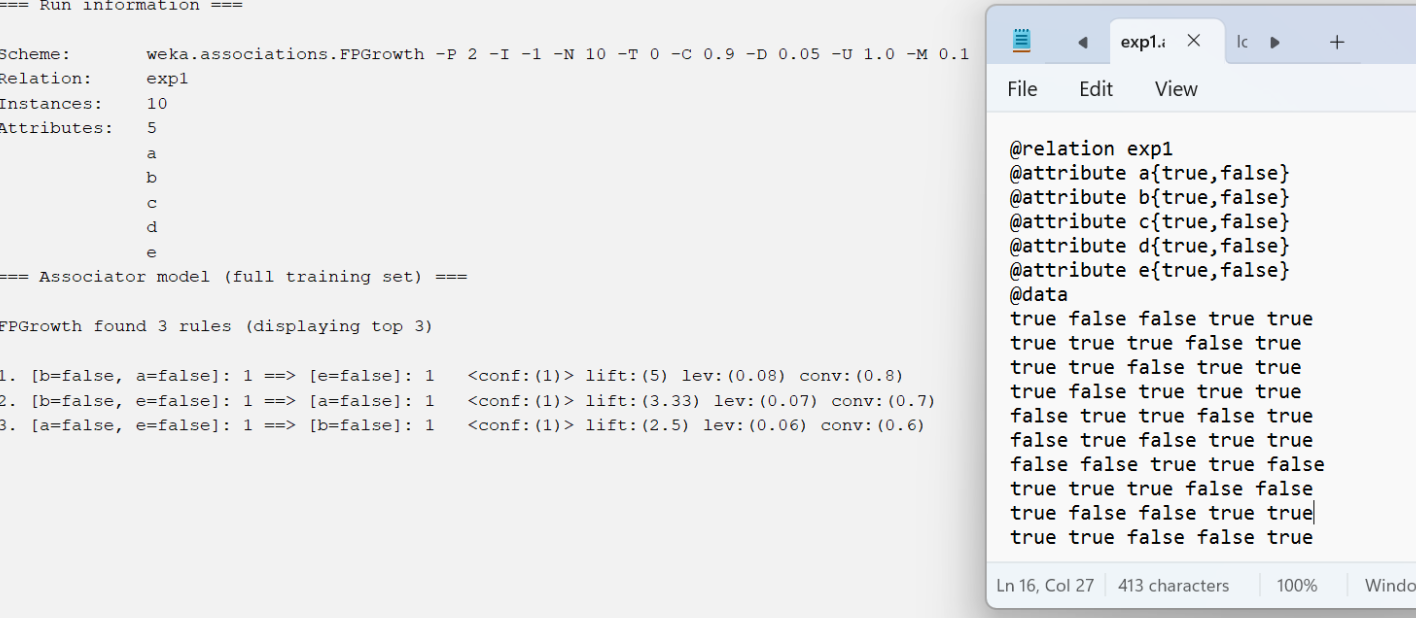 === Run information ===
Scheme: weka.associations.FPGrowth -P 2 -I -1 -N 10 -T 0 -C 0.9 -D 0.05 -U 1.0 -M 0.1
Relation: exp1
Instances: 10
Attributes: 5
a
b
c
d
e
=== Associator model (full training set) ===
FPGrowth found 3 rules (displaying top 3)
1. [b=false, a=false]: 1 ==> [e=false]: 1 <conf:(1)> lift:(5) lev:(0.08) conv:(0.8)
2. [b=false, e=false]: 1 ==> [a=false]: 1 <conf:(1)> lift:(3.33) lev:(0.07) conv:(0.7)
3. [a=false, e=false]: 1 ==> [b=false]: 1 <conf:(1)> lift:(2.5) lev:(0.06) conv:(0.6)
exp1.
File Edit View
@relation exp1
@attribute a{true,false}
@attribute b{true,false}
@attribute c{true,false}
@attribute d{true,false}
@attribute e{true,false}
@data
true false false true true
true true true false true
true true false true true
true false true true true
false true true false true
false true false true true
false false true true false
true true true false false
true false false true true
true true false false true
Ln 16, Col 27 413 characters 100% Windo